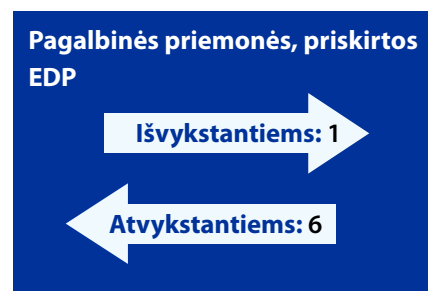 Pagalbinės priemonės, priskirtos
EDP
Išvykstantiems: 1
Atvykstantiems: 6